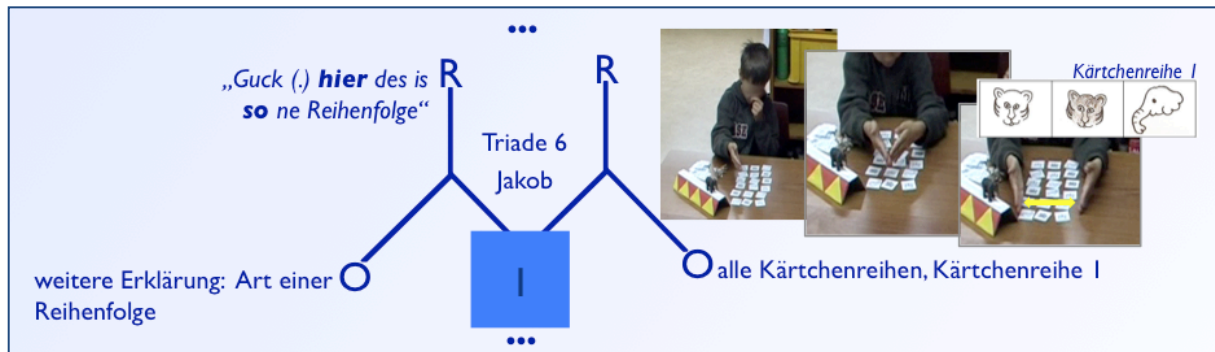 ...
„Guck (.) hier des is
so ne Reihenfolge“
R
R
Triade 6
Jakob
Kärtchenreihe 1
weitere Erklärung: Art einer
Reihenfolge
O
I
O
alle Kärtchenreihen, Kärtchenreihe 1
...